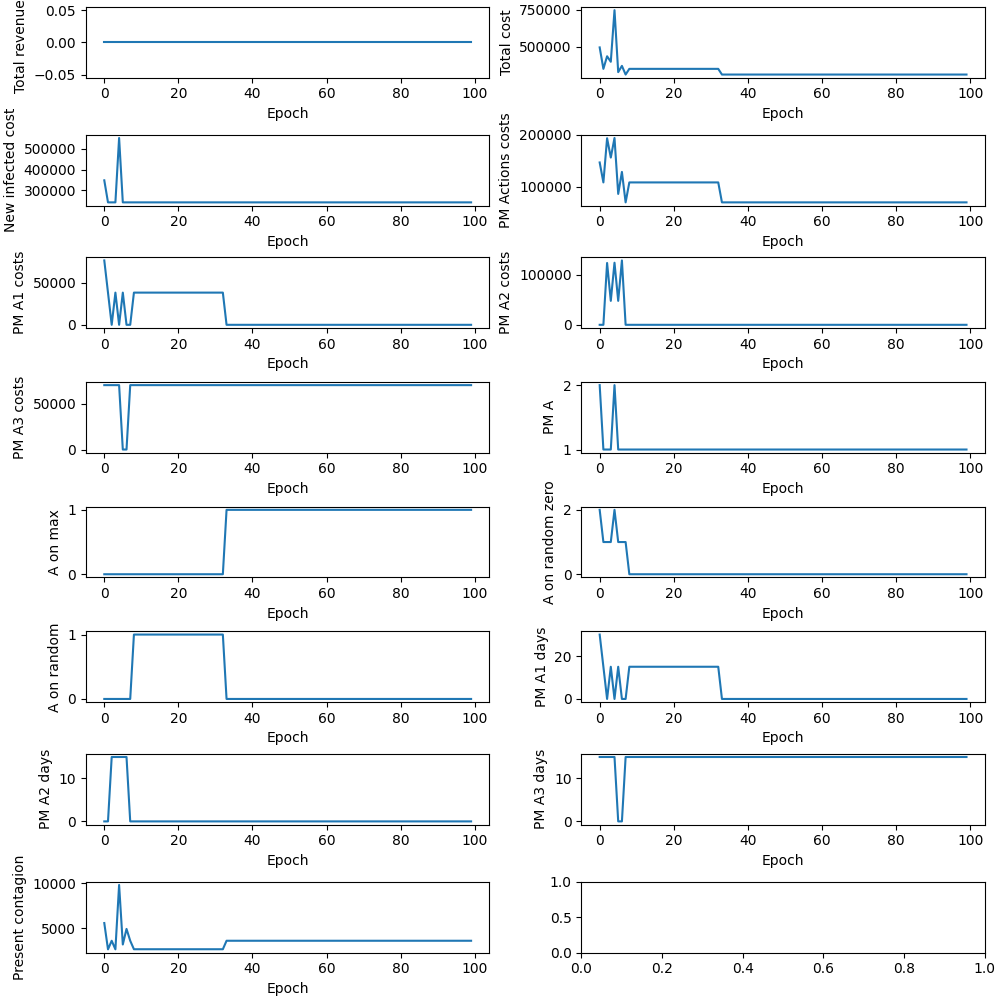 Total revenue
0.05
0.00
−0.05
0 20 40 60 80 100
Epoch
Total cost
750000
500000
0 20 40 60 80 100
Epoch
New infected cost
500000
400000
300000
0 20 40 60 80 100
Epoch
PM Actions costs
200000
100000
0 20 40 60 80 100
Epoch
PM A1 costs
50000
0
0 20 40 60 80 100
Epoch
PM A2 costs
100000
0
0 20 40 60 80 100
Epoch
PM A3 costs
50000
0
0 20 40 60 80 100
Epoch
PM A
2
1
0 20 40 60 80 100
Epoch
A on max
1
0
0 20 40 60 80 100
Epoch
A on random zero
2
0
0 20 40 60 80 100
Epoch
A on random
1
0
0 20 40 60 80 100
Epoch
PM A1 days
20
0
0 20 40 60 80 100
Epoch
PM A2 days
10
0
0 20 40 60 80 100
Epoch
PM A3 days
10
0
0 20 40 60 80 100
Epoch
Present contagion
10000
5000
0 20 40 60 80 100
Epoch
1.0
0.5
0.0
0.0 0.2 0.4 0.6 0.8 1.0